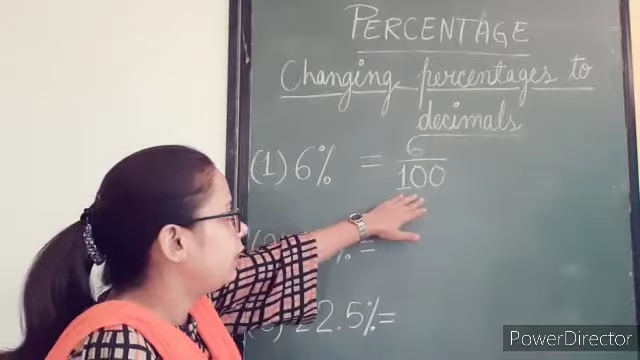 PERCENTAGE
Changing percentages to
decimals
(1) 6% = 6/100
% =
22.5% =
PowerDirector